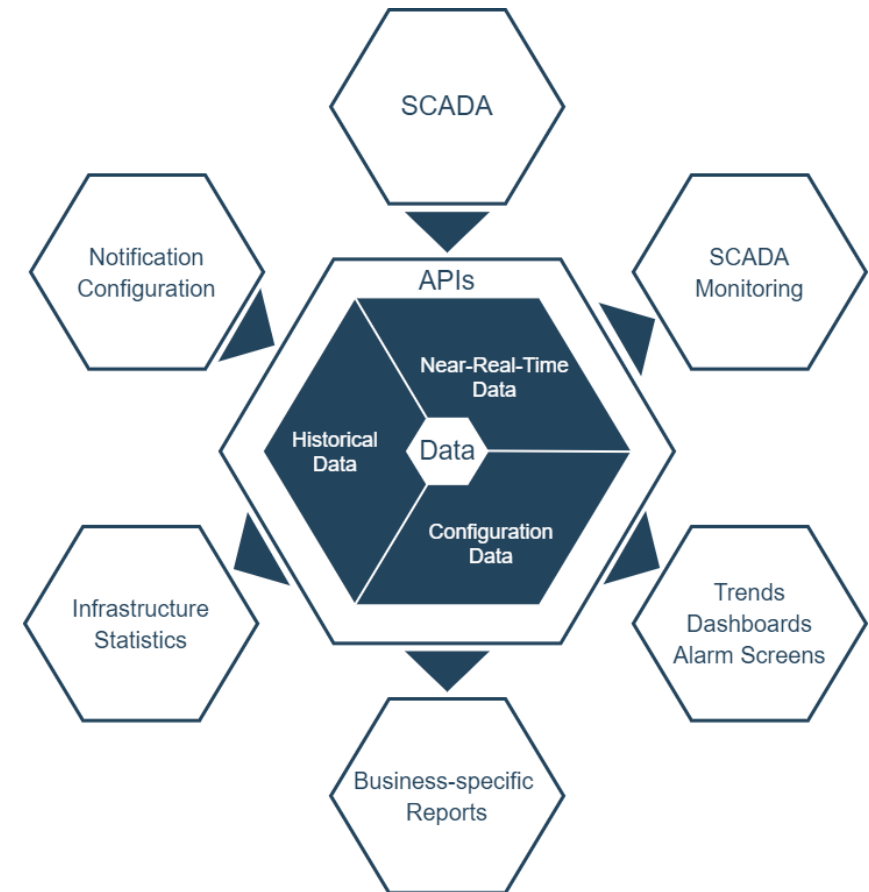 SCADA
Notification
Configuration
SCADA
Monitoring
APIs
Near-Real-Time
Data
Historical
Data
Data
Configuration
Data
Infrastructure
Statistics
Trends
Dashboards
Alarm Screens
Business-specific
Reports